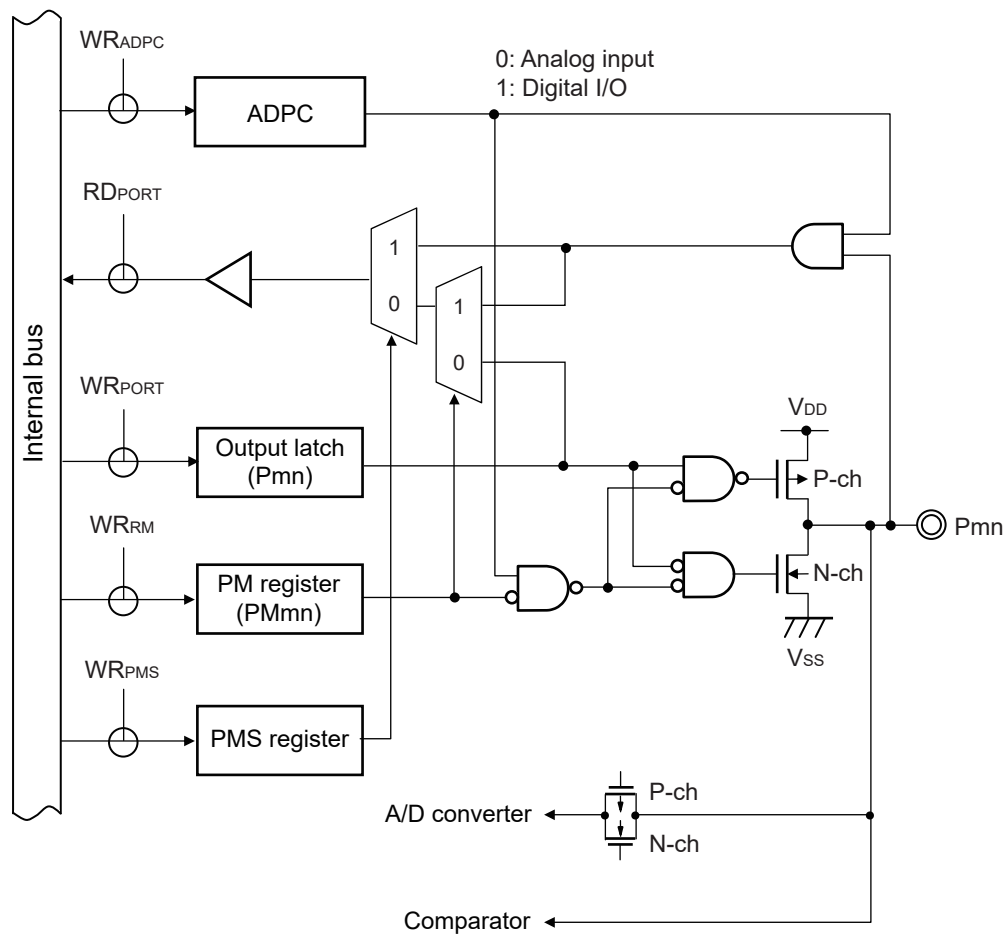 WRADPC
0: Analog input
1: Digital I/O
ADPC
RDPORT
1
0
1
0
Internal bus
WRPORT
Output latch
(Pmn)
VDD
P-ch
Pmn
WRRM
PM register
(PMmn)
N-ch
VSS
WRPMS
PMS register
P-ch
A/D converter
N-ch
Comparator